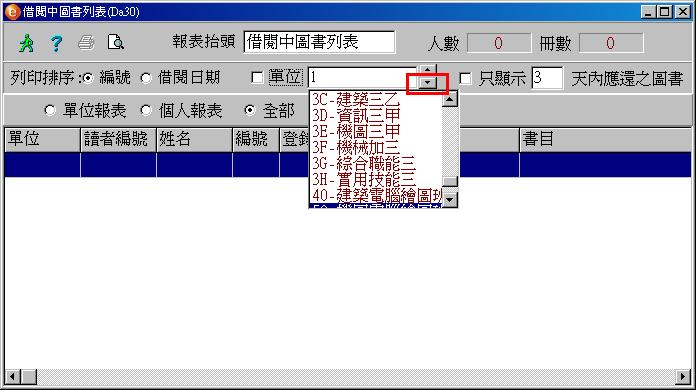 借閱中圖書列表(Da30)
報表抬頭 借閱中圖書列表 人數 0 冊數 0
列印排序: 編號 借閱日期 單位 1 只顯示 3 天內應還之圖書
單位報表 個人報表 全部
3C-建築三乙
3D-資訊三甲
3E-機圖三甲
3F-機械加三
3G-綜合職能三
3H-實用技能三
40-建築電腦繪圖班
單位 讀者編號 姓名 編號 書目